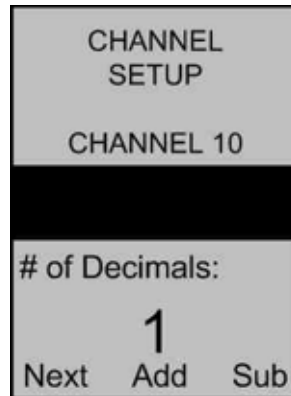 CHANNEL
SETUP
CHANNEL 10
# of Decimals:
1
Next Add Sub